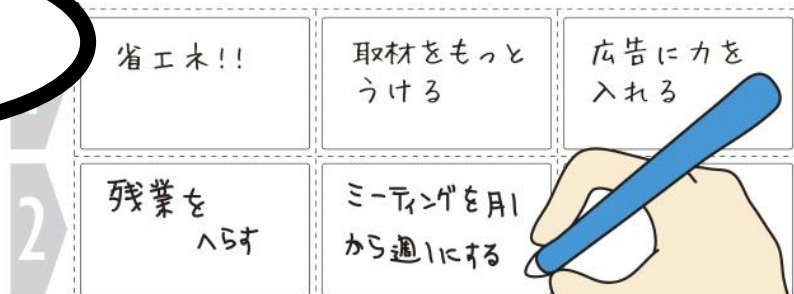 省エネ!!
取材をもっと
うける
広告に力を
入れる
2
残業を
へらす
ミーティングを月1
から週1にする